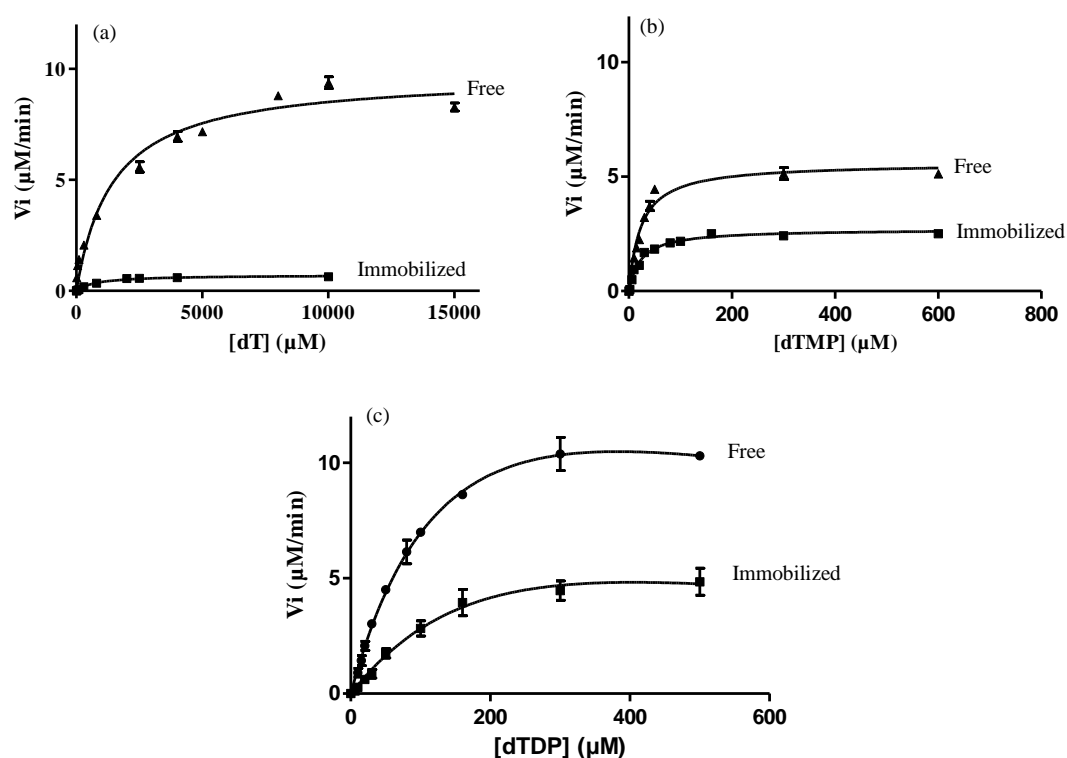 (a)
10
5
0
Vi (µM/min)
Free
Immobilized
0
5000
10000
15000
[dT] (µM)
(b)
10
5
0
Vi (µM/min)
Free
Immobilized
0
200
400
600
800
[dTMP] (µM)
(c)
10
5
0
Vi (µM/min)
Free
Immobilized
0
200
400
600
[dTDP] (µM)